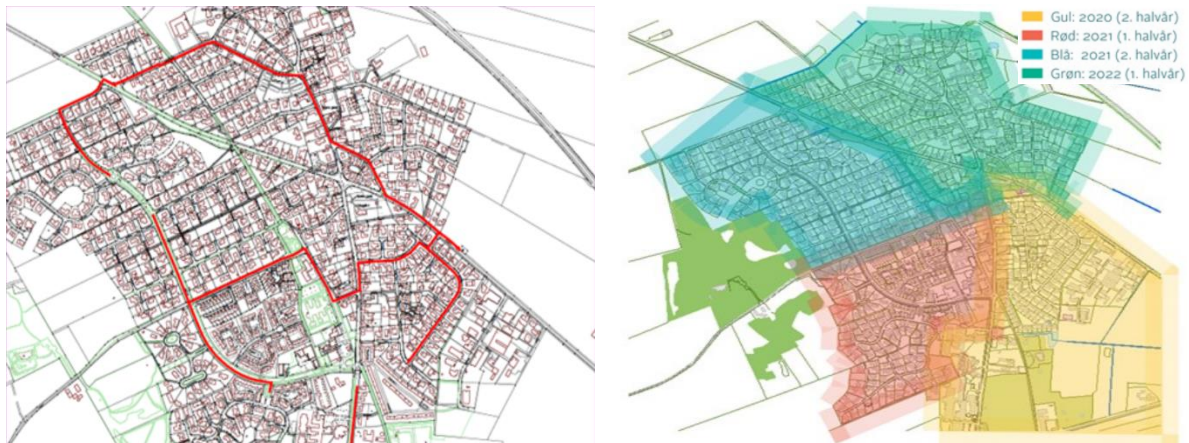 Gul: 2020 (2. halvår)
Rød: 2021 (1. halvår)
Blå: 2021 (2. halvår)
Grøn: 2022 (1. halvår)